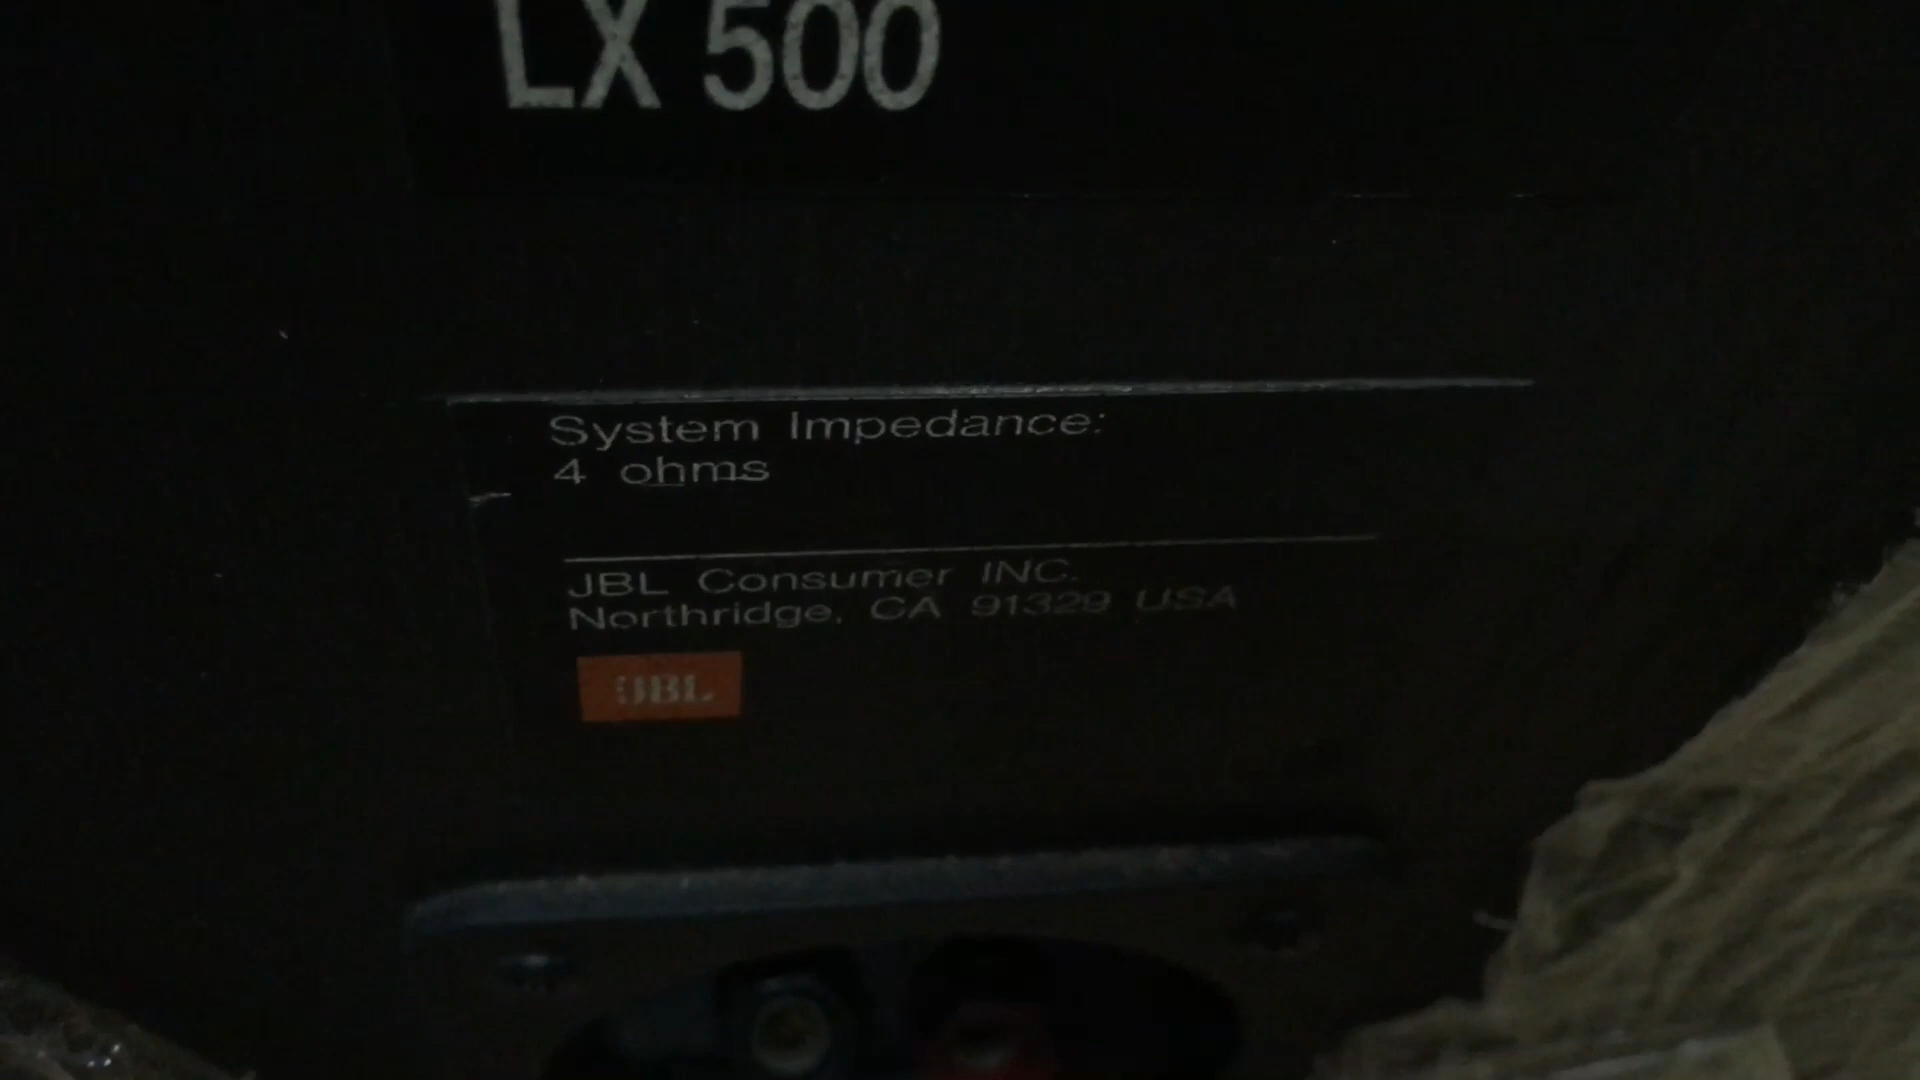 LX 500
System Impedance:
4 ohms
JBL Consumer INC.
Northridge, CA 91329 USA
JBL